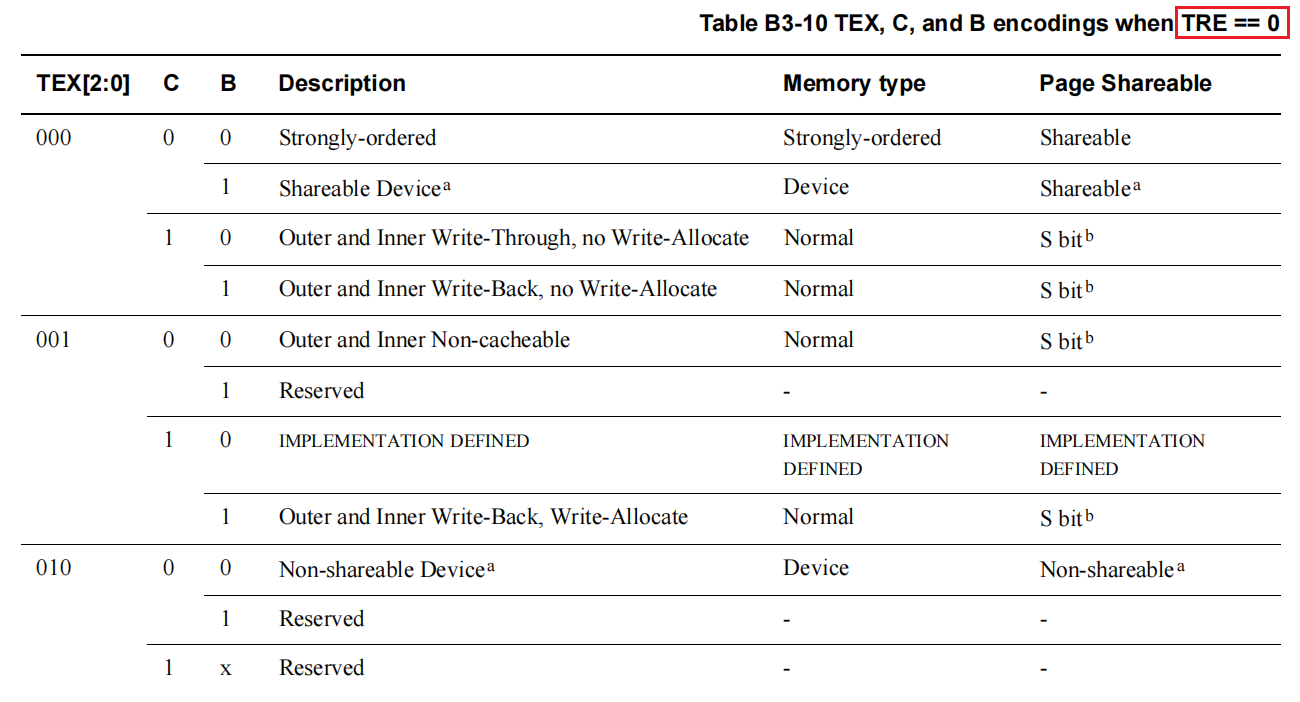 Table B3-10 TEX, C, and B encodings when TRE == 0
TEX[2:0] C B Description Memory type Page Shareable
000 0 0 Strongly-ordered Strongly-ordered Shareable
1 Shareable Device a Device Shareable a
1 0 Outer and Inner Write-Through, no Write-Allocate Normal S bit b
1 Outer and Inner Write-Back, no Write-Allocate Normal S bit b
001 0 0 Outer and Inner Non-cacheable Normal S bit b
1 Reserved - -
1 0 IMPLEMENTATION DEFINED IMPLEMENTATION IMPLEMENTATION
DEFINED DEFINED
1 Outer and Inner Write-Back, Write-Allocate Normal S bit b
010 0 0 Non-shareable Device a Device Non-shareable a
1 Reserved - -
1 x Reserved - -